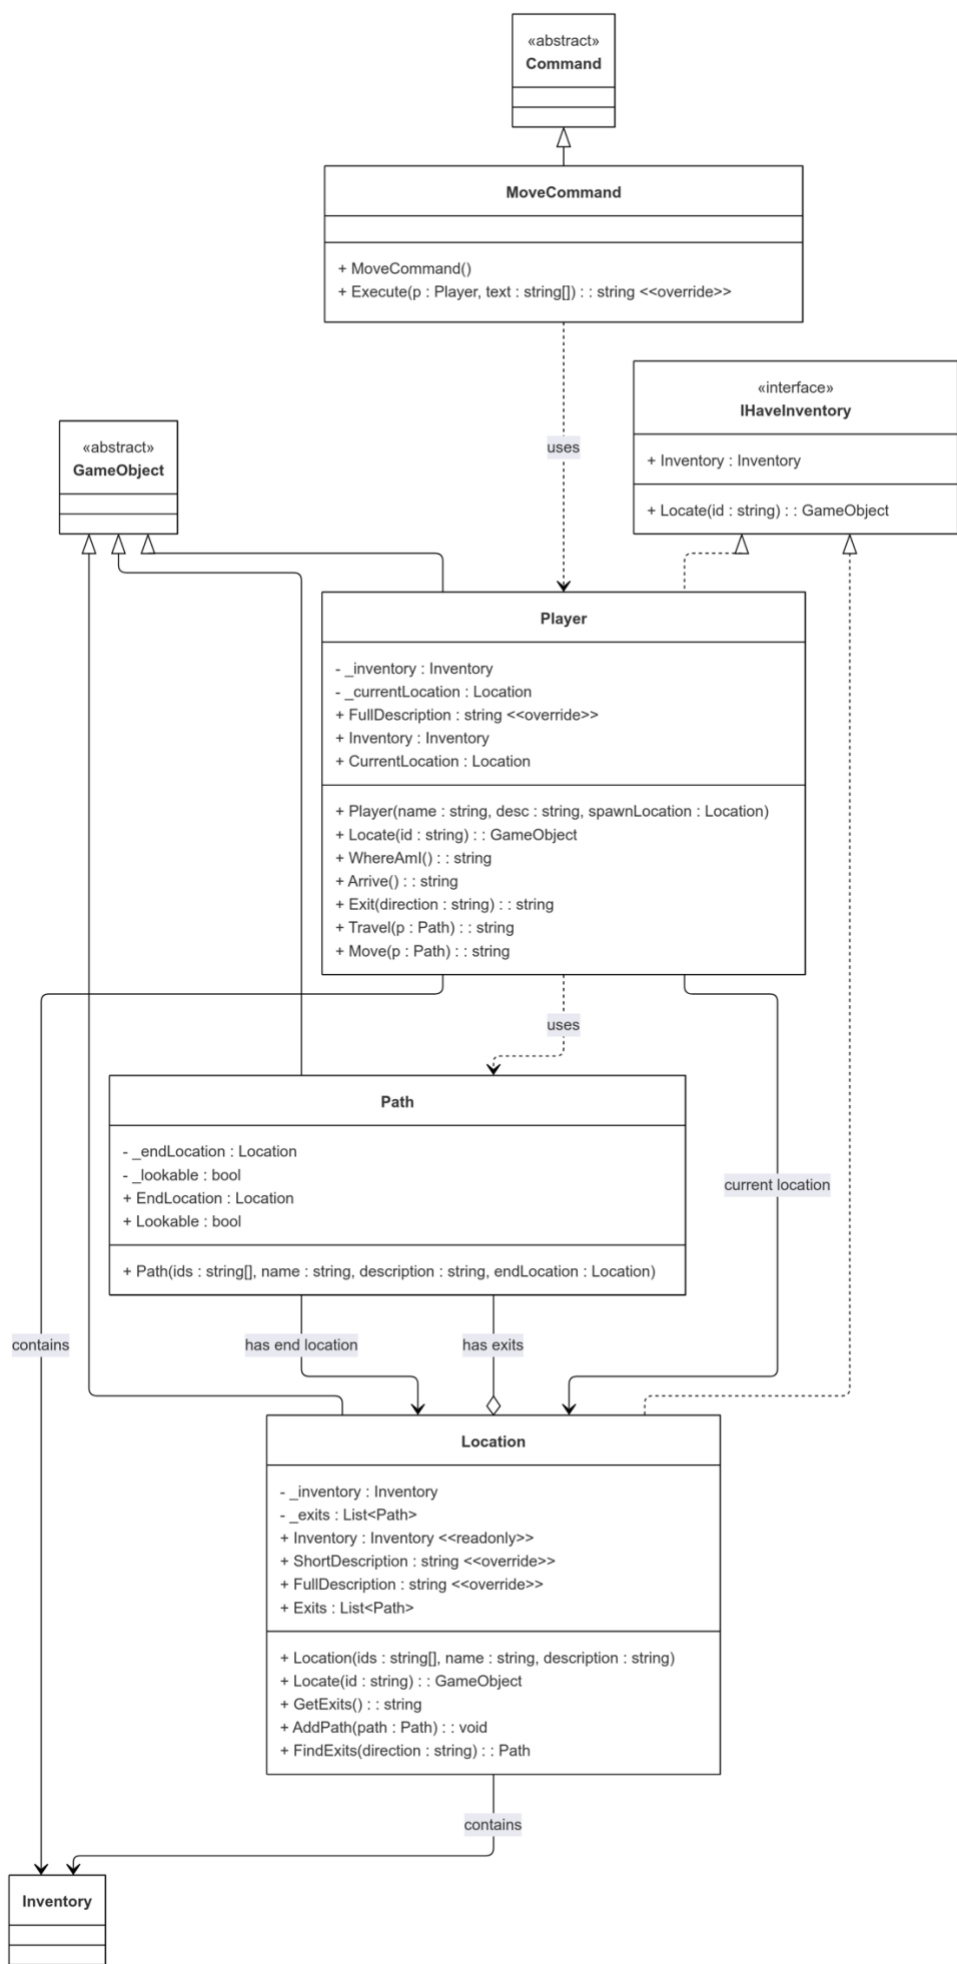 «abstract»
Command
MoveCommand
+ MoveCommand()
+ Execute(p : Player, text : string[]) : : string <<override>>
«interface»
IHaveInventory
+ Inventory : Inventory
+ Locate(id : string) : : GameObject
«abstract»
GameObject
uses
Player
- _inventory : Inventory
- _currentLocation : Location
+ FullDescription : string <<override>>
+ Inventory : Inventory
+ CurrentLocation : Location
+ Player(name : string, desc : string, spawnLocation : Location)
+ Locate(id : string) : : GameObject
+ WhereAmI() : : string
+ Arrive() : : string
+ Exit(direction : string) : : string
+ Travel(p : Path) : : string
+ Move(p : Path) : : string
uses
Path
- _endLocation : Location
- _lookable : bool
+ EndLocation : Location
+ Lookable : bool
+ Path(ids : string[], name : string, description : string, endLocation : Location)
current location
contains
has end location
has exits
Location
- _inventory : Inventory
- _exits : List<Path>
+ Inventory : Inventory <<readonly>>
+ ShortDescription : string <<override>>
+ FullDescription : string <<override>>
+ Exits : List<Path>
+ Location(ids : string[], name : string, description : string)
+ Locate(id : string) : : GameObject
+ GetExits() : : string
+ AddPath(path : Path) : : void
+ FindExits(direction : string) : : Path
contains
Inventory